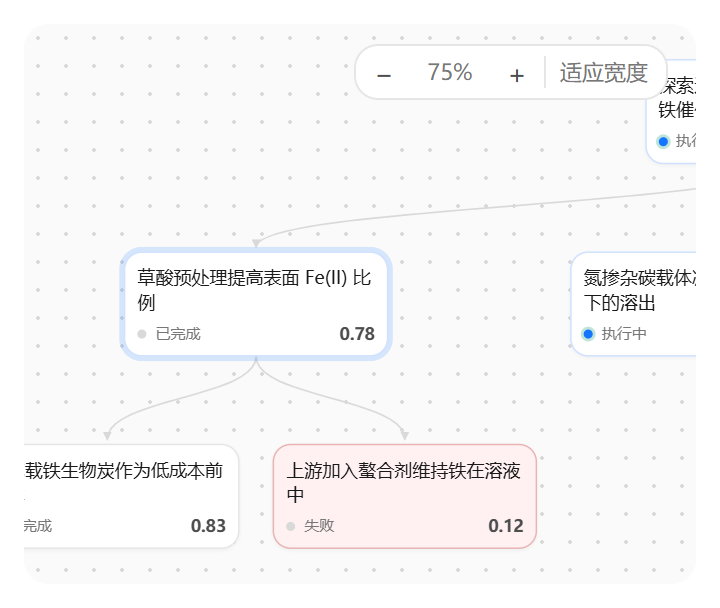 − 75% + 适应宽度
探索
铁催
执行
草酸预处理提高表面 Fe(II) 比
例
已完成 0.78
氮掺杂碳载体
下的溶出
执行中
载铁生物炭作为低成本前
完成 0.83
上游加入螯合剂维持铁在溶液
中
失败 0.12